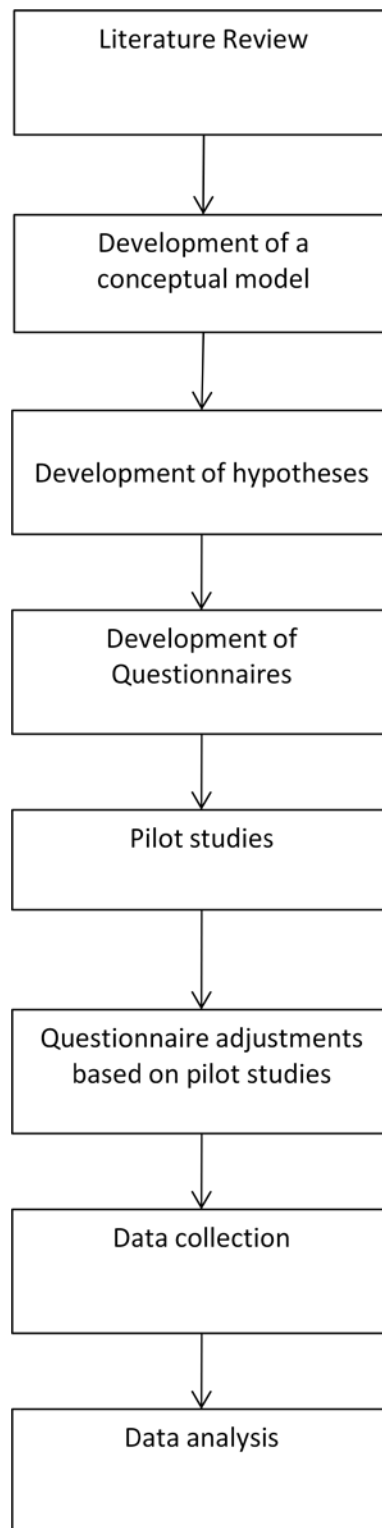 Literature Review
Development of a
conceptual model
Development of hypotheses
Development of
Questionnaires
Pilot studies
Questionnaire adjustments
based on pilot studies
Data collection
Data analysis